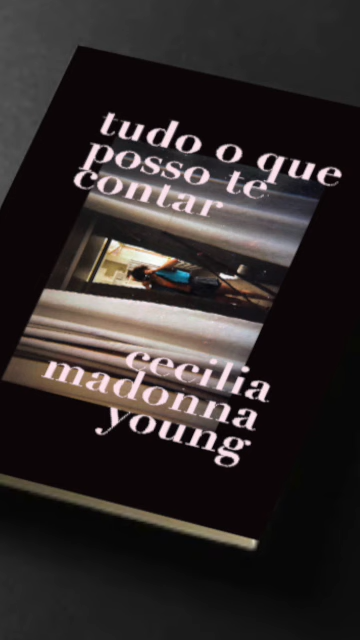 tudo o que
posso te
contar
cecilia
madonna
young